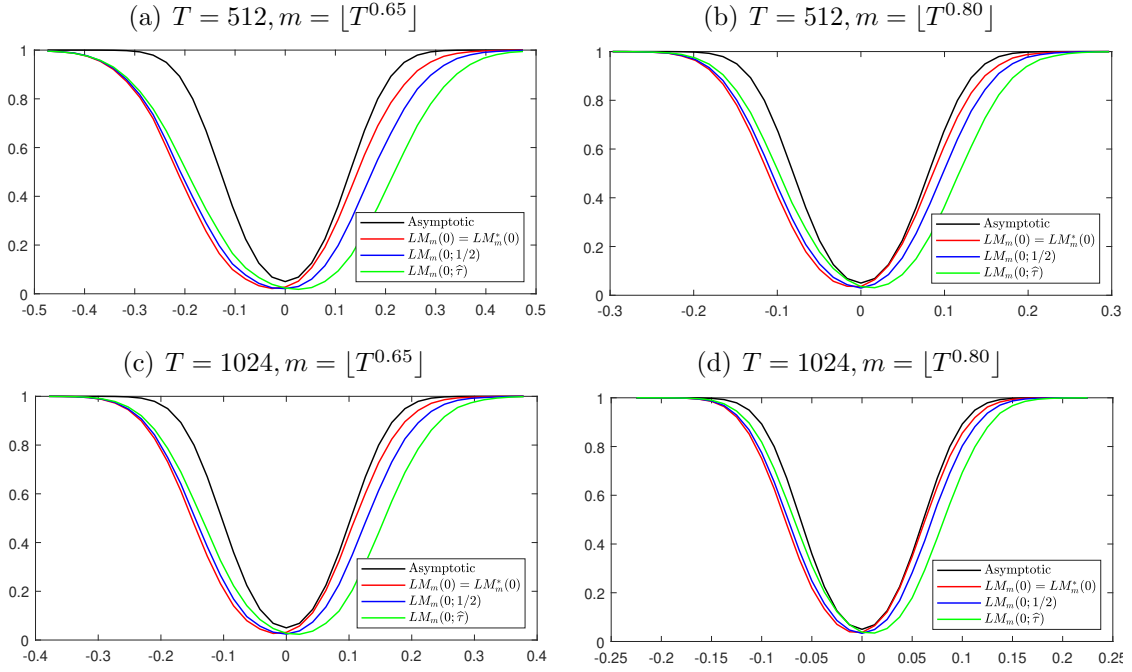 (a) T = 512, m = ⌊T^{0.65}⌋
1
0.8
0.6
0.4
0.2
0
-0.5 -0.4 -0.3 -0.2 -0.1 0 0.1 0.2 0.3 0.4 0.5
Asymptotic
LM_m(0) = LM*_m(0)
LM_m(0; 1/2)
LM_m(0; τ̂)
(b) T = 512, m = ⌊T^{0.80}⌋
1
0.8
0.6
0.4
0.2
0
-0.3 -0.2 -0.1 0 0.1 0.2 0.3
Asymptotic
LM_m(0) = LM*_m(0)
LM_m(0; 1/2)
LM_m(0; τ̂)
(c) T = 1024, m = ⌊T^{0.65}⌋
1
0.8
0.6
0.4
0.2
0
-0.4 -0.3 -0.2 -0.1 0 0.1 0.2 0.3 0.4
Asymptotic
LM_m(0) = LM*_m(0)
LM_m(0; 1/2)
LM_m(0; τ̂)
(d) T = 1024, m = ⌊T^{0.80}⌋
1
0.8
0.6
0.4
0.2
0
-0.25 -0.2 -0.15 -0.1 -0.05 0 0.05 0.1 0.15 0.2 0.25
Asymptotic
LM_m(0) = LM*_m(0)
LM_m(0; 1/2)
LM_m(0; τ̂)